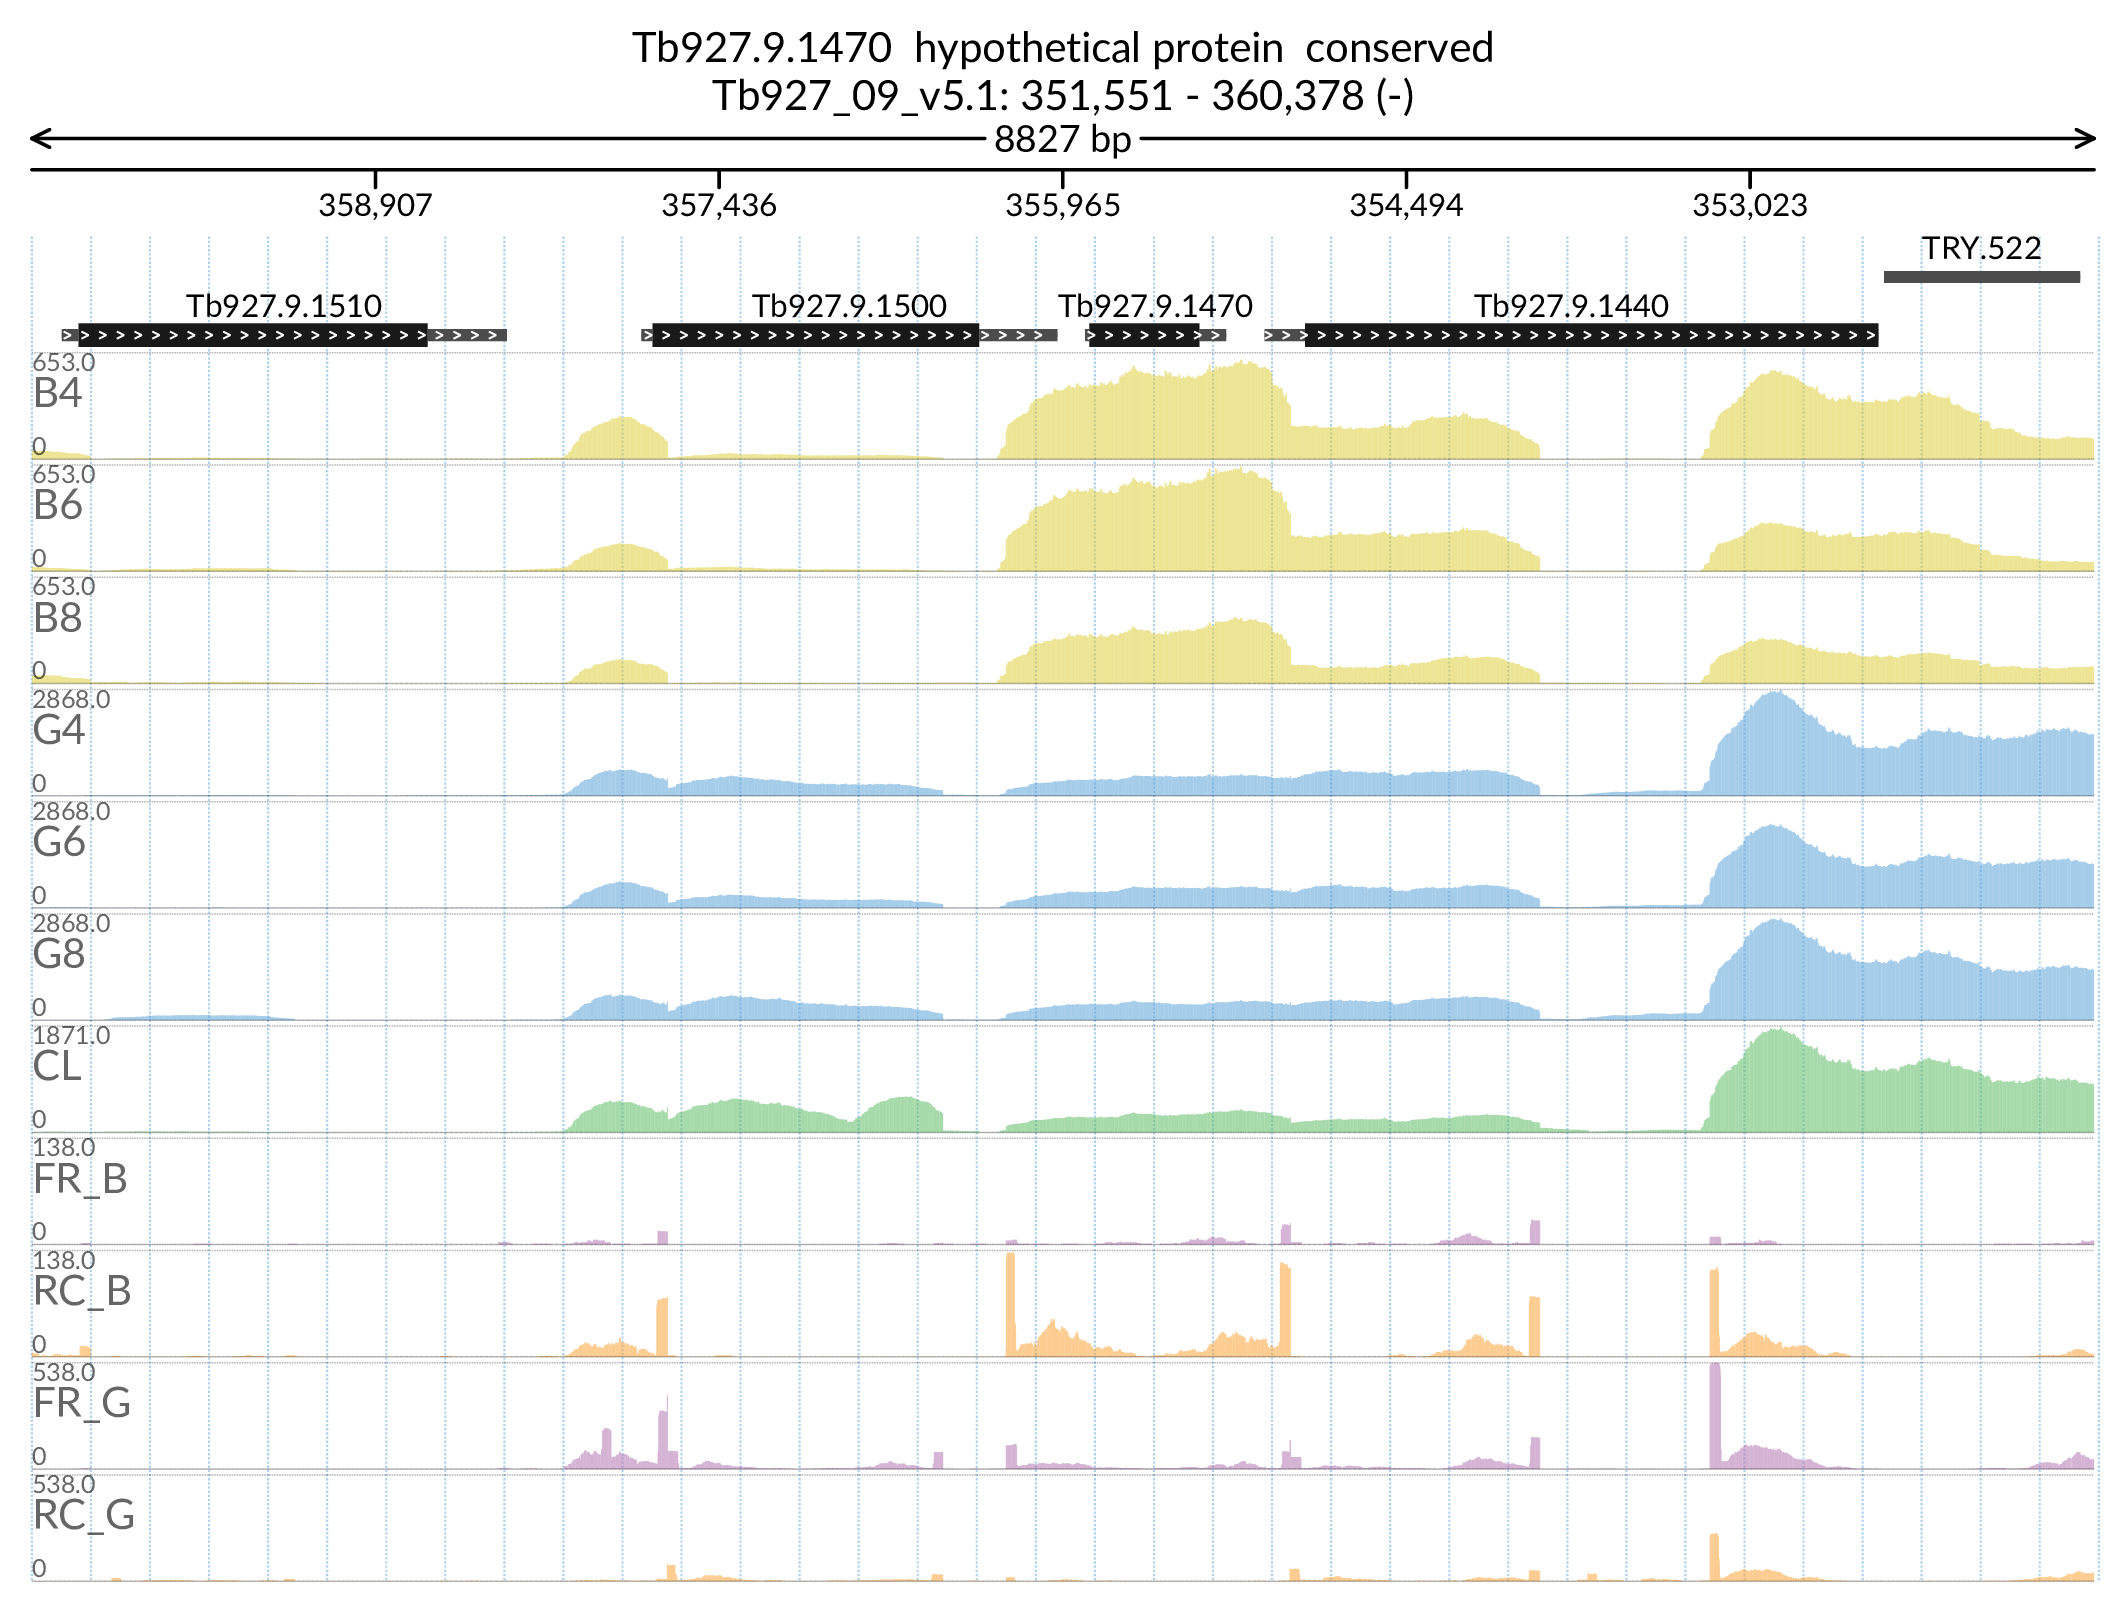 Tb927.9.1470  hypothetical protein  conserved
Tb927_09_v5.1: 351,551 - 360,378 (-)
8827 bp
358,907 357,436 355,965 354,494 353,023
TRY.522
Tb927.9.1510 Tb927.9.1500 Tb927.9.1470 Tb927.9.1440
653.0
B4
0
653.0
B6
0
653.0
B8
0
2868.0
G4
0
2868.0
G6
0
2868.0
G8
0
1871.0
CL
0
138.0
FR_B
0
138.0
RC_B
0
538.0
FR_G
0
538.0
RC_G
0